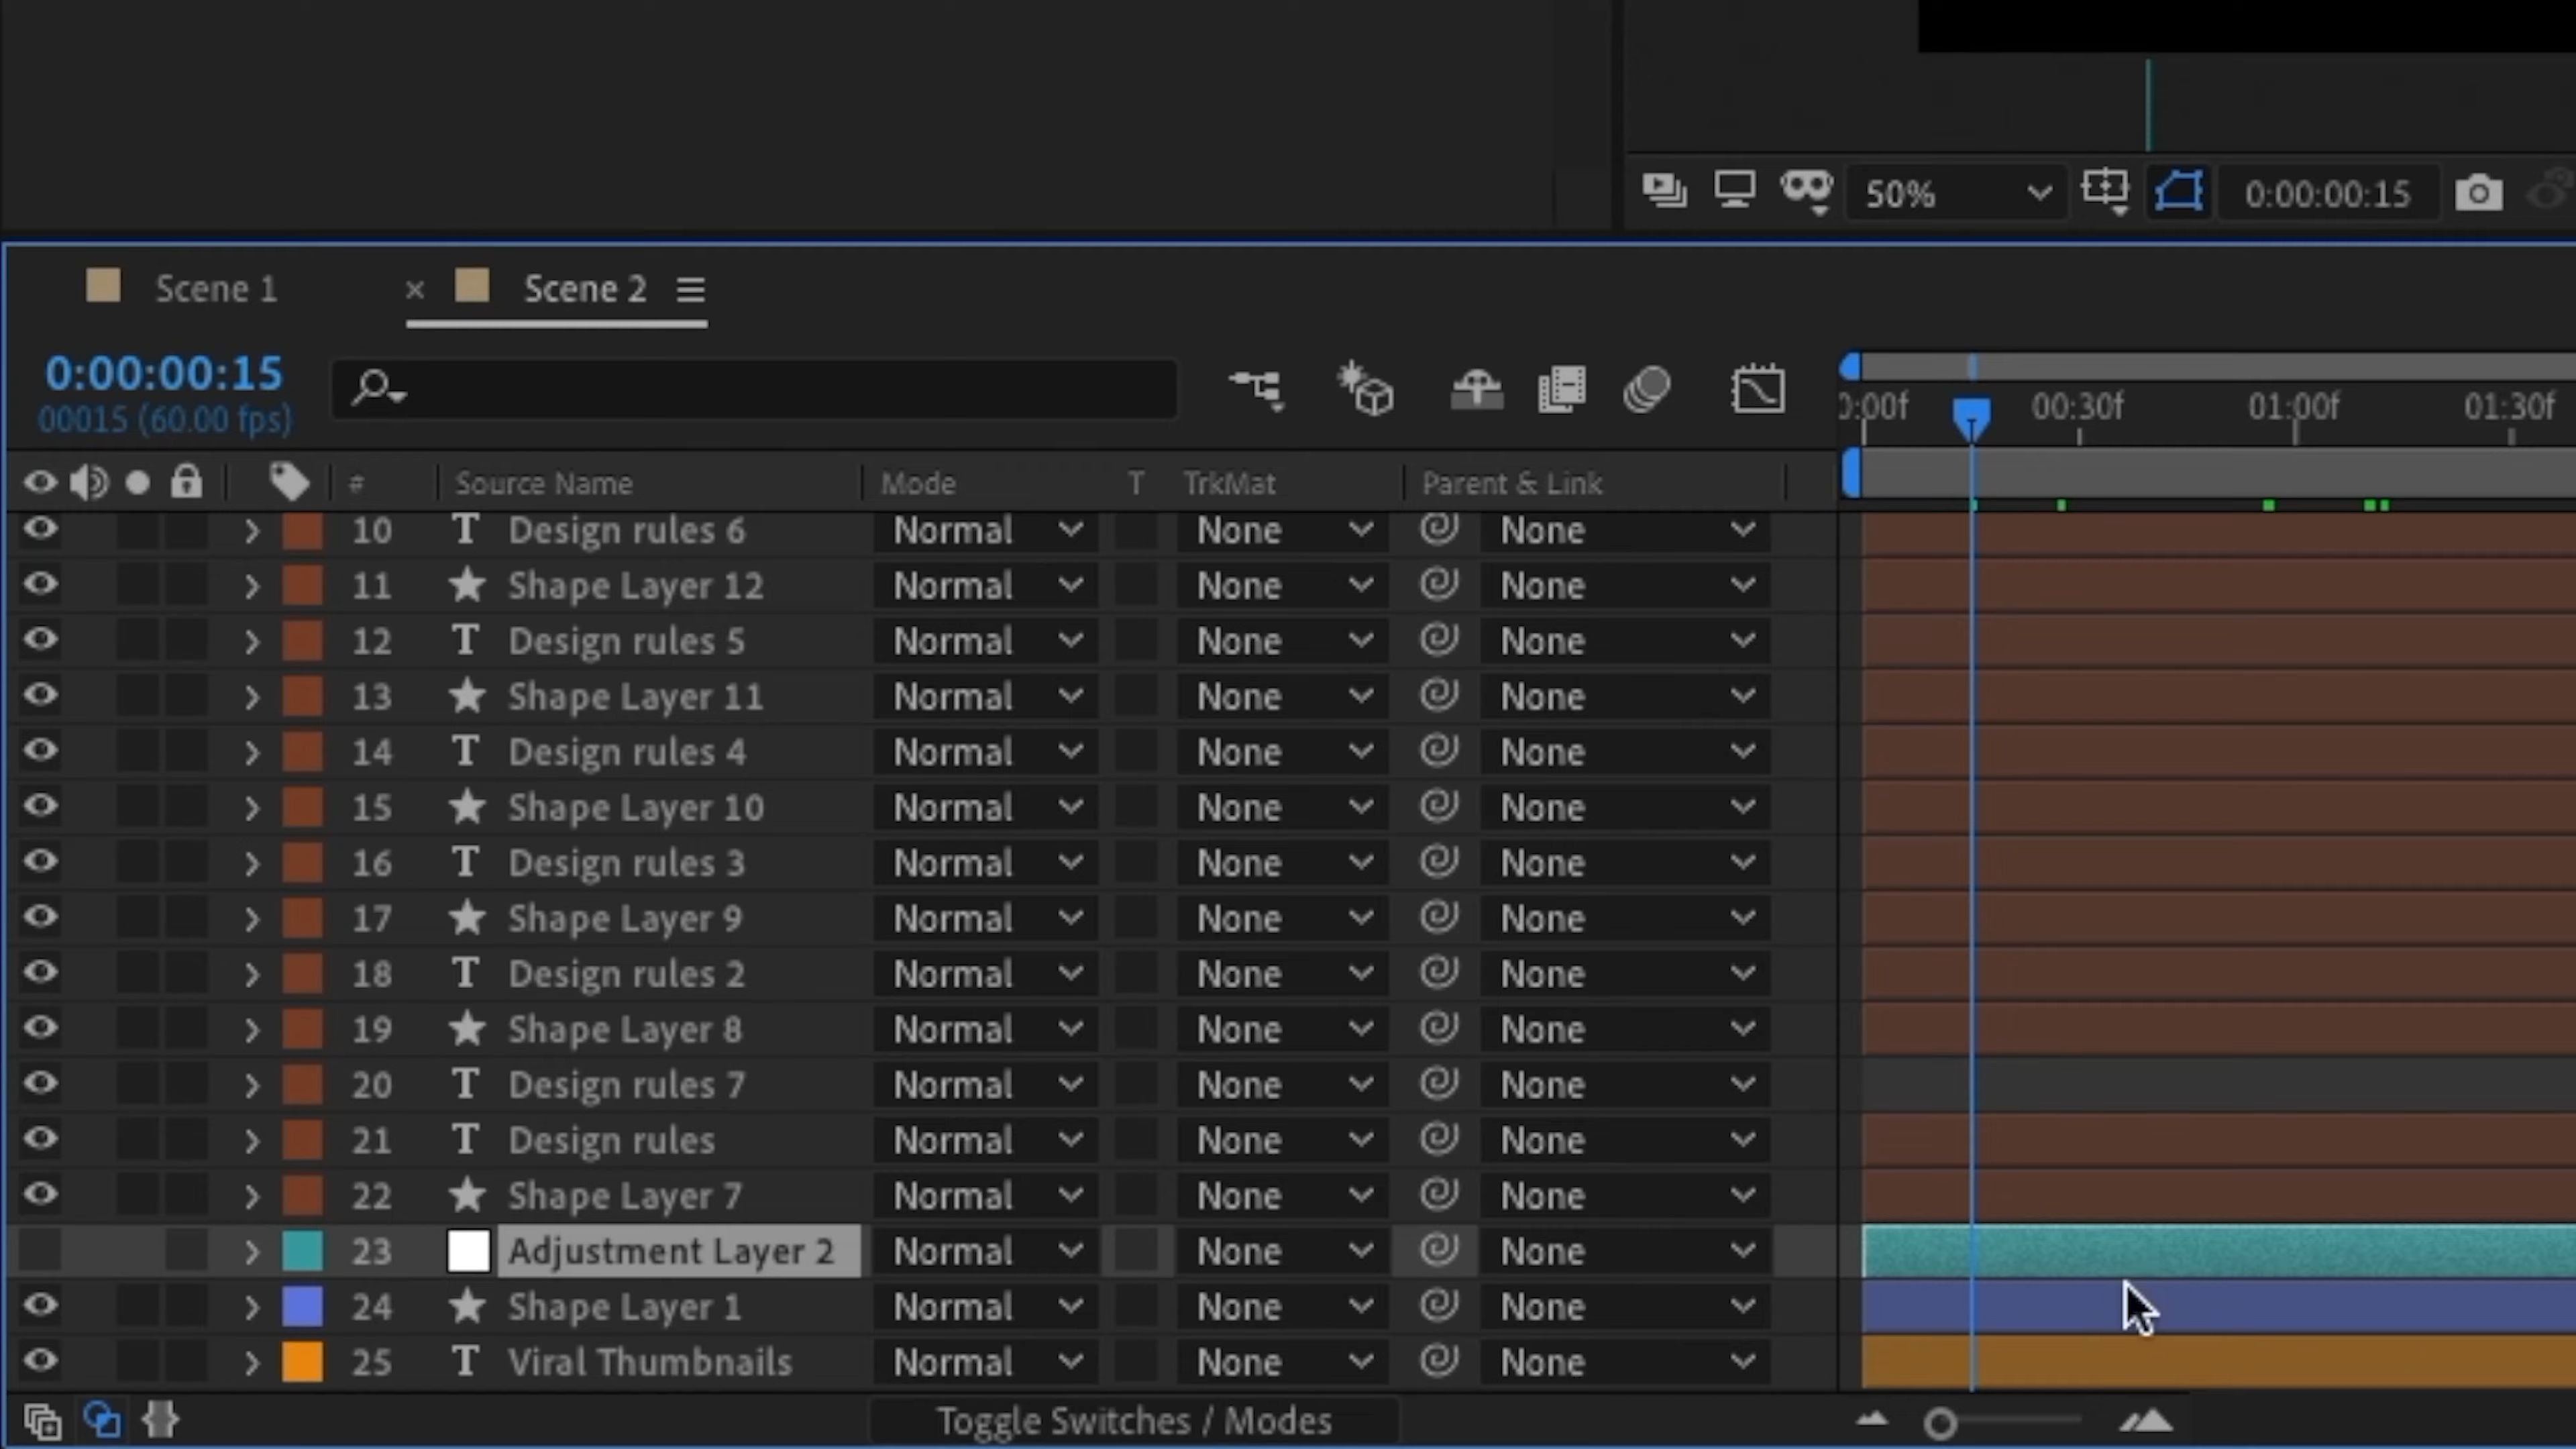 50%
0:00:00:15
Scene 1
× Scene 2
0:00:00:15
00015 (60.00 fps)
0:00f 00:30f 01:00f 01:30f
# Source Name Mode T TrkMat Parent & Link
10 T Design rules 6 Normal None None
11 Shape Layer 12 Normal None None
12 T Design rules 5 Normal None None
13 Shape Layer 11 Normal None None
14 T Design rules 4 Normal None None
15 Shape Layer 10 Normal None None
16 T Design rules 3 Normal None None
17 Shape Layer 9 Normal None None
18 T Design rules 2 Normal None None
19 Shape Layer 8 Normal None None
20 T Design rules 7 Normal None None
21 T Design rules Normal None None
22 Shape Layer 7 Normal None None
23 Adjustment Layer 2 Normal None None
24 Shape Layer 1 Normal None None
25 T Viral Thumbnails Normal None None
Toggle Switches / Modes